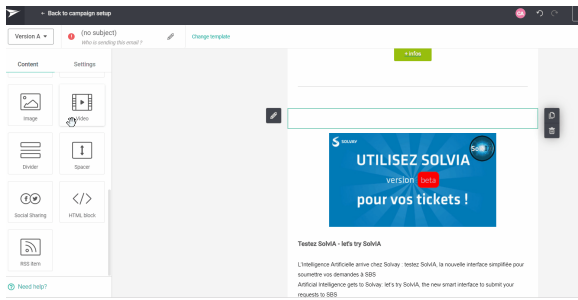 ← Back to campaign setup
GA
Version A
(no subject)
Who is sending this email ?
Change template
Content
Settings
+ infos
Image
Video
Divider
Spacer
Social Sharing
HTML block
RSS item
Need help?
SOLVAY
UTILISEZ SOLVIA
version beta
pour vos tickets !
Testez SolvIA - let's try SolvIA
L'Intelligence Artificielle arrive chez Solvay : testez SolvIA, la nouvelle interface simplifiée pour
soumettre vos demandes à SBS
Artificial Intelligence gets to Solvay :let's try SolvIA, the new smart interface to submit your
requests to SBS